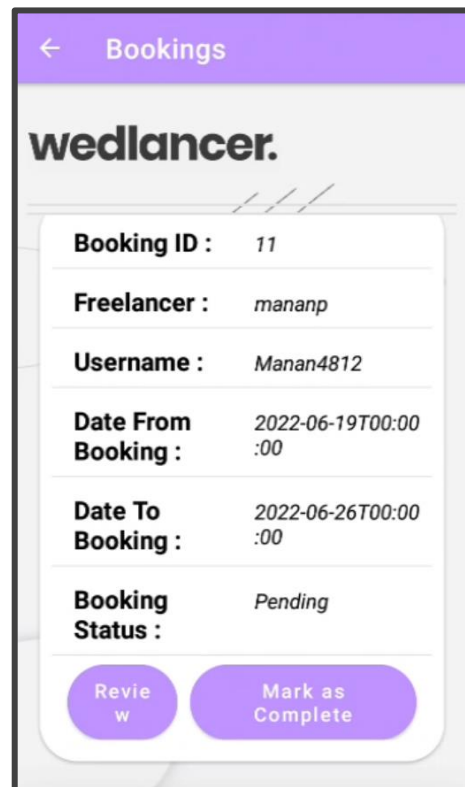 Bookings
wedlancer.
Booking ID : 11
Freelancer : mananp
Username : Manan4812
Date From 2022-06-19T00:00
Booking : :00
Date To 2022-06-26T00:00
Booking : :00
Booking Pending
Status :
Revie Mark as
w Complete